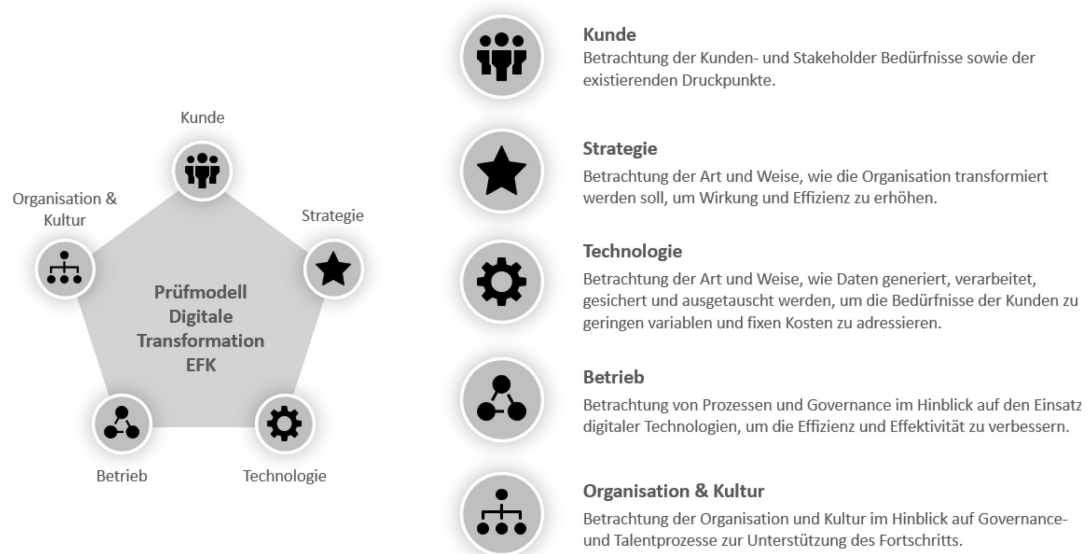 Kunde
Organisation &
Kultur
Strategie
Prüfmodell
Digitale
Transformation
EFK
Betrieb
Technologie
Kunde
Betrachtung der Kunden- und Stakeholder Bedürfnisse sowie der
existierenden Druckpunkte.
Strategie
Betrachtung der Art und Weise, wie die Organisation transformiert
werden soll, um Wirkung und Effizienz zu erhöhen.
Technologie
Betrachtung der Art und Weise, wie Daten generiert, verarbeitet,
gesichert und ausgetauscht werden, um die Bedürfnisse der Kunden zu
geringen variablen und fixen Kosten zu adressieren.
Betrieb
Betrachtung von Prozessen und Governance im Hinblick auf den Einsatz
digitaler Technologien, um die Effizienz und Effektivität zu verbessern.
Organisation & Kultur
Betrachtung der Organisation und Kultur im Hinblick auf Governance-
und Talentprozesse zur Unterstützung des Fortschritts.